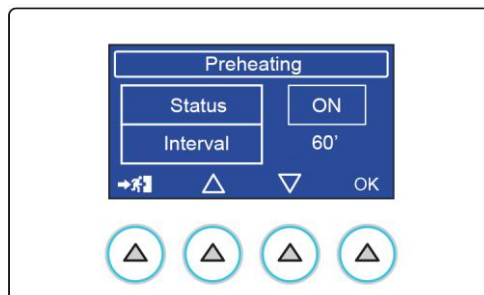 Preheating
Status ON
Interval 60’
OK